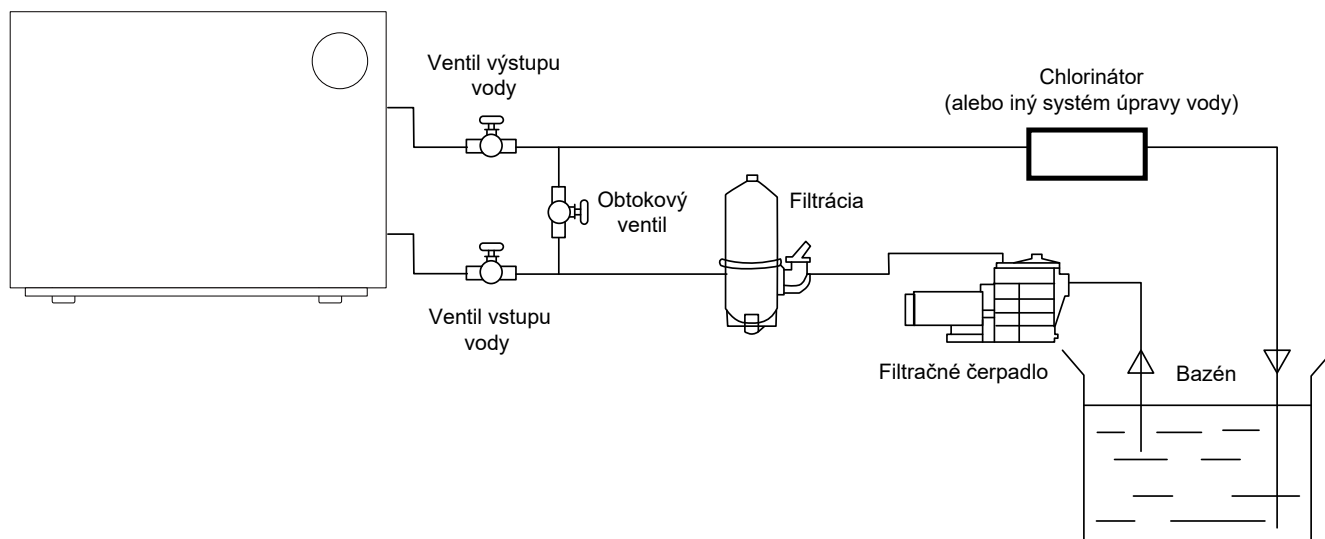 Ventil výstupu
vody
Chlorinátor
(alebo iný systém úpravy vody)
Obtokový
ventil
Filtrácia
Ventil vstupu
vody
Filtračné čerpadlo
Bazén